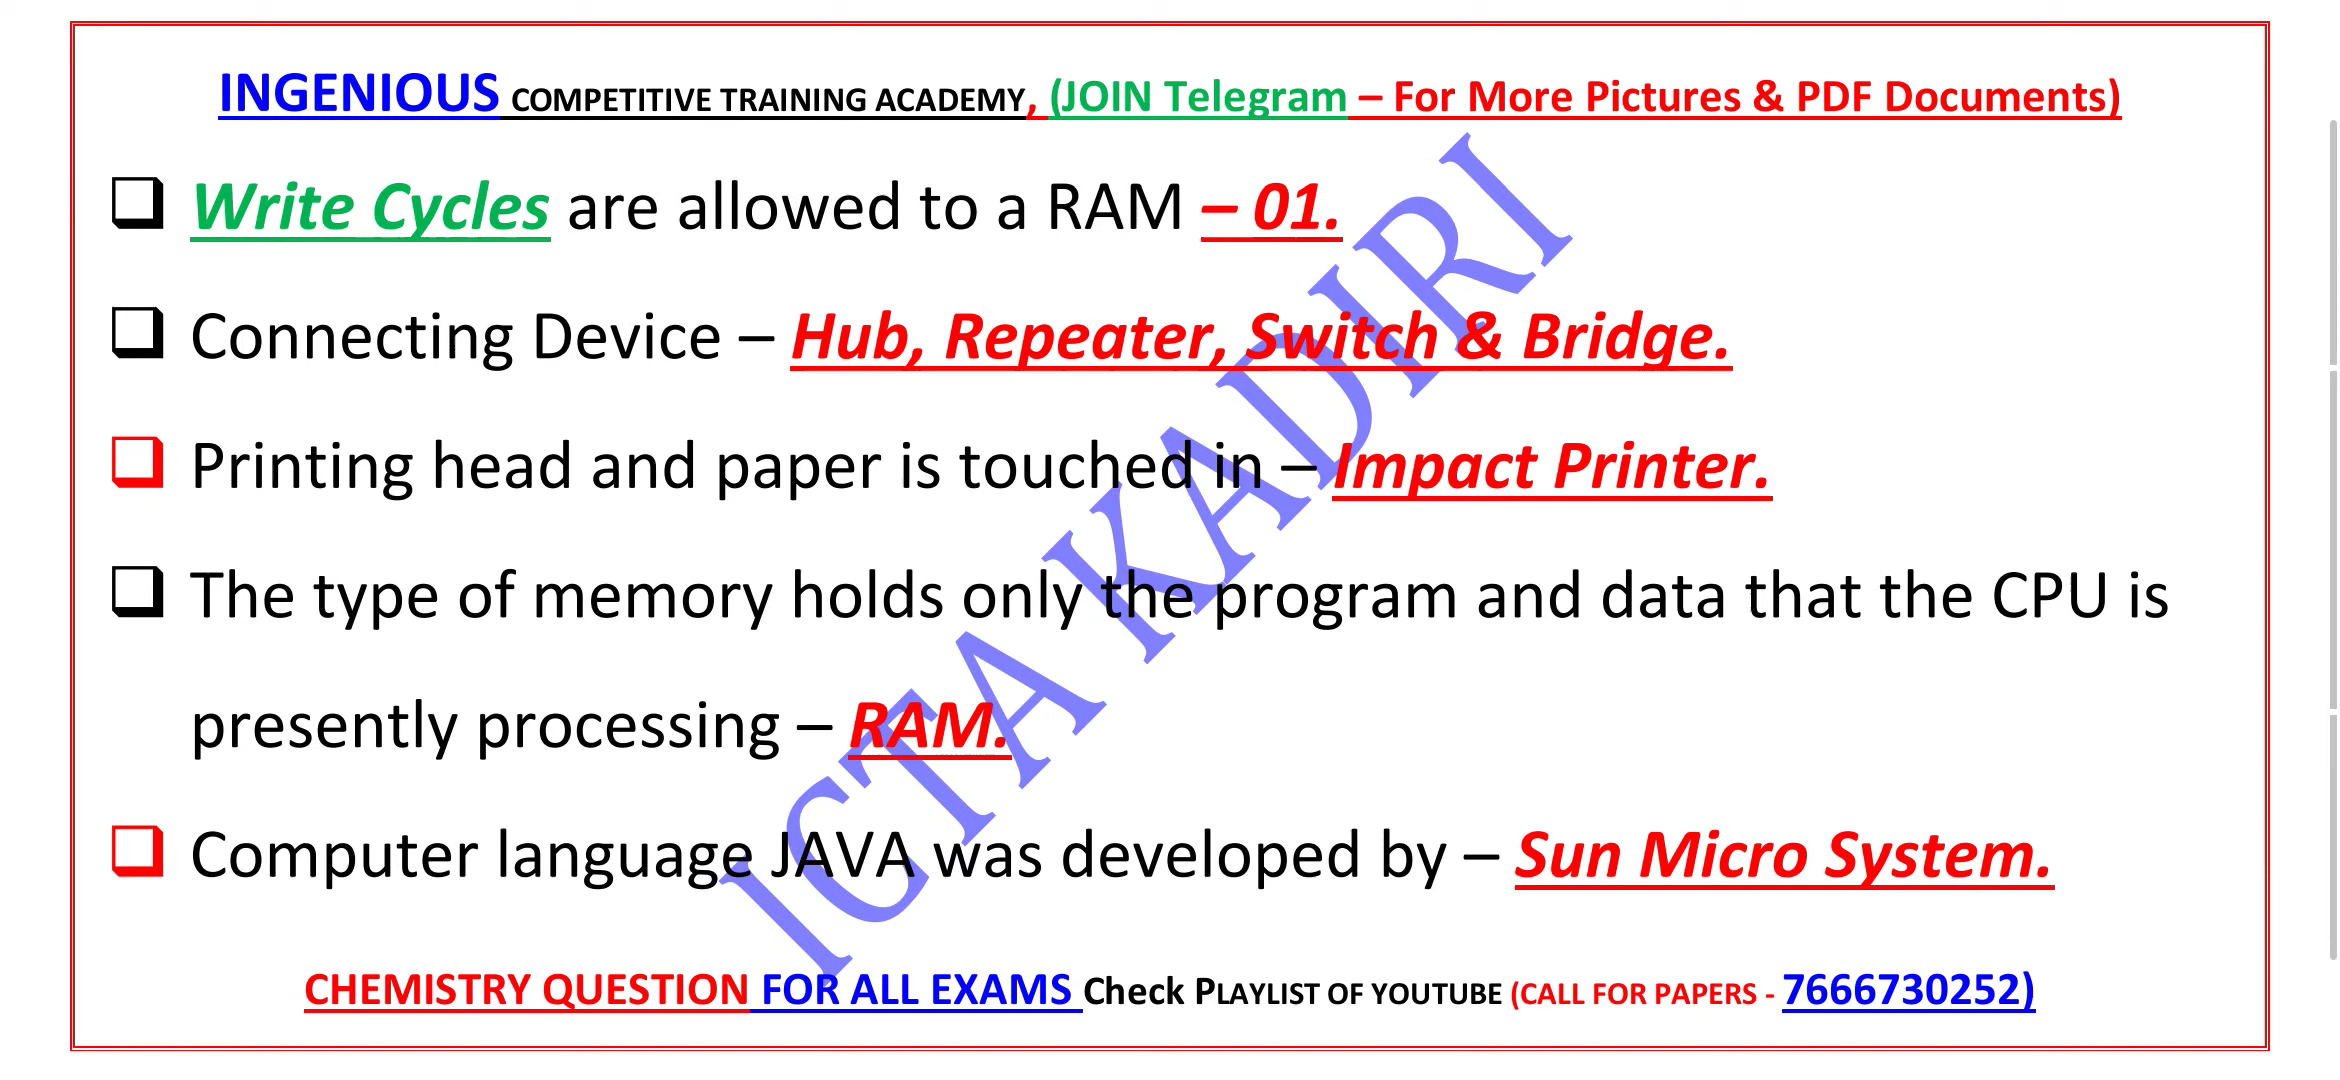 INGENIOUS COMPETITIVE TRAINING ACADEMY, (JOIN Telegram – For More Pictures & PDF Documents)
Write Cycles are allowed to a RAM – 01.
Connecting Device – Hub, Repeater, Switch & Bridge.
Printing head and paper is touched in – Impact Printer.
The type of memory holds only the program and data that the CPU is
presently processing – RAM.
Computer language JAVA was developed by – Sun Micro System.
CHEMISTRY QUESTION FOR ALL EXAMS Check PLAYLIST OF YOUTUBE (CALL FOR PAPERS - 7666730252)
ICTA KADIRI